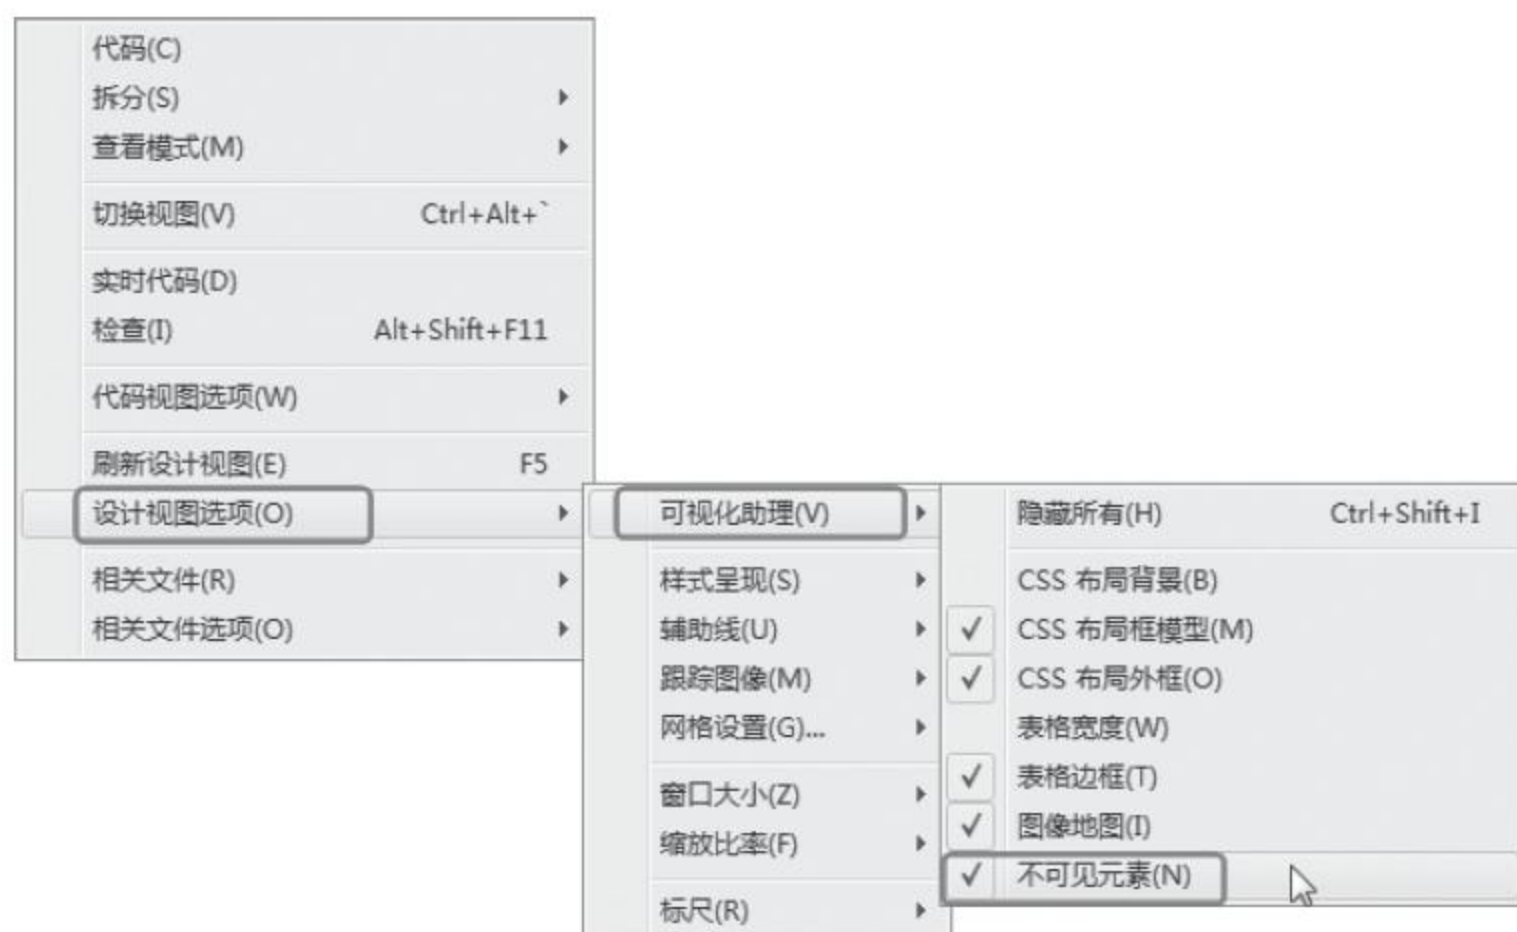 代码(C)
拆分(S)
查看模式(M)
切换视图(V) Ctrl+Alt+`
实时代码(D)
检查(I) Alt+Shift+F11
代码视图选项(W)
刷新设计视图(E) F5
设计视图选项(O)
相关文件(R)
相关文件选项(O)
可视化助理(V)
样式呈现(S)
辅助线(U)
跟踪图像(M)
网格设置(G)...
窗口大小(Z)
缩放比率(F)
标尺(R)
隐藏所有(H) Ctrl+Shift+I
CSS 布局背景(B)
CSS 布局框模型(M)
CSS 布局外框(O)
表格宽度(W)
表格边框(T)
图像地图(I)
不可见元素(N)